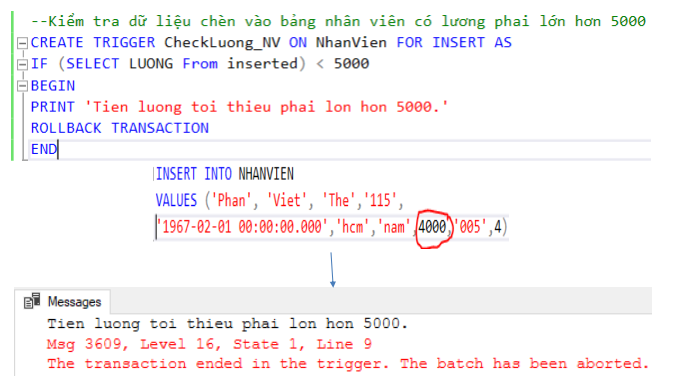 --Kiểm tra dữ liệu chèn vào bảng nhân viên có lương phai lớn hơn 5000
CREATE TRIGGER CheckLuong_NV ON NhanVien FOR INSERT AS
IF (SELECT LUONG From inserted) < 5000
BEGIN
PRINT 'Tien luong toi thieu phai lon hon 5000.'
ROLLBACK TRANSACTION
END
INSERT INTO NHANVIEN
VALUES ('Phan', 'Viet', 'The','115',
'1967-02-01 00:00:00.000','hcm','nam',4000,'005',4)
Messages
Tien luong toi thieu phai lon hon 5000.
Msg 3609, Level 16, State 1, Line 9
The transaction ended in the trigger. The batch has been aborted.